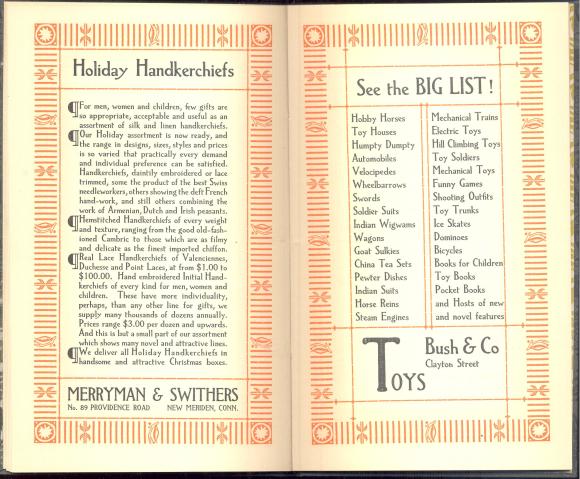 Holiday Handkerchiefs
¶For men, women and children, few gifts are
so appropriate, acceptable and useful as an
assortment of silk and linen handkerchiefs.
¶Our Holiday assortment is now ready, and
the range in designs, sizes, styles and prices
is so varied that practically every demand
and individual preference can be satisfied.
Handkerchiefs, daintily embroidered or lace
trimmed, some the product of the best Swiss
needleworkers, others showing the deft French
hand-work, and still others combining the
work of Armenian, Dutch and Irish peasants.
¶Hemstitched Handkerchiefs of every weight
and texture, ranging from the good old-fash-
ioned Cambric to those which are as filmy
and delicate as the finest imported chiffon.
¶Real Lace Handkerchiefs of Valenciennes,
Duchesse and Point Laces, at from $1.00 to
$100.00. Hand embroidered Initial Hand-
kerchiefs of every kind for men, women and
children. These have more individuality,
perhaps, than any other line for gifts, we
supply many thousands of dozens annually.
Prices range $3.00 per dozen and upwards.
And this is but a small part of our assortment
which shows many novel and attractive lines.
¶We deliver all Holiday Handkerchiefs in
handsome and attractive Christmas boxes.
MERRYMAN & SWITHERS
No. 89 PROVIDENCE ROAD NEW MERIDEN, CONN.
See the BIG LIST!
Hobby Horses
Toy Houses
Humpty Dumpty
Automobiles
Velocipedes
Wheelbarrows
Swords
Soldier Suits
Indian Wigwams
Wagons
Goat Sulkies
China Tea Sets
Pewter Dishes
Indian Suits
Horse Reins
Steam Engines
Mechanical Trains
Electric Toys
Hill Climbing Toys
Toy Soldiers
Mechanical Toys
Funny Games
Shooting Outfits
Toy Trunks
Ice Skates
Dominoes
Bicycles
Books for Children
Toy Books
Pocket Books
and Hosts of new
and novel features
TOYS
Bush & Co
Clayton Street